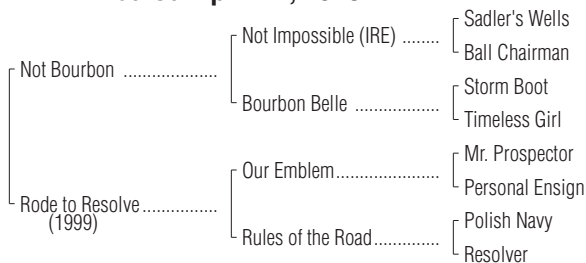 Sadler's Wells
Not Impossible (IRE) ........
Ball Chairman
Not Bourbon ....................
Storm Boot
Bourbon Belle ..................
Timeless Girl
Mr. Prospector
Our Emblem......................
Personal Ensign
Rode to Resolve................
(1999)
Polish Navy
Rules of the Road..............
Resolver